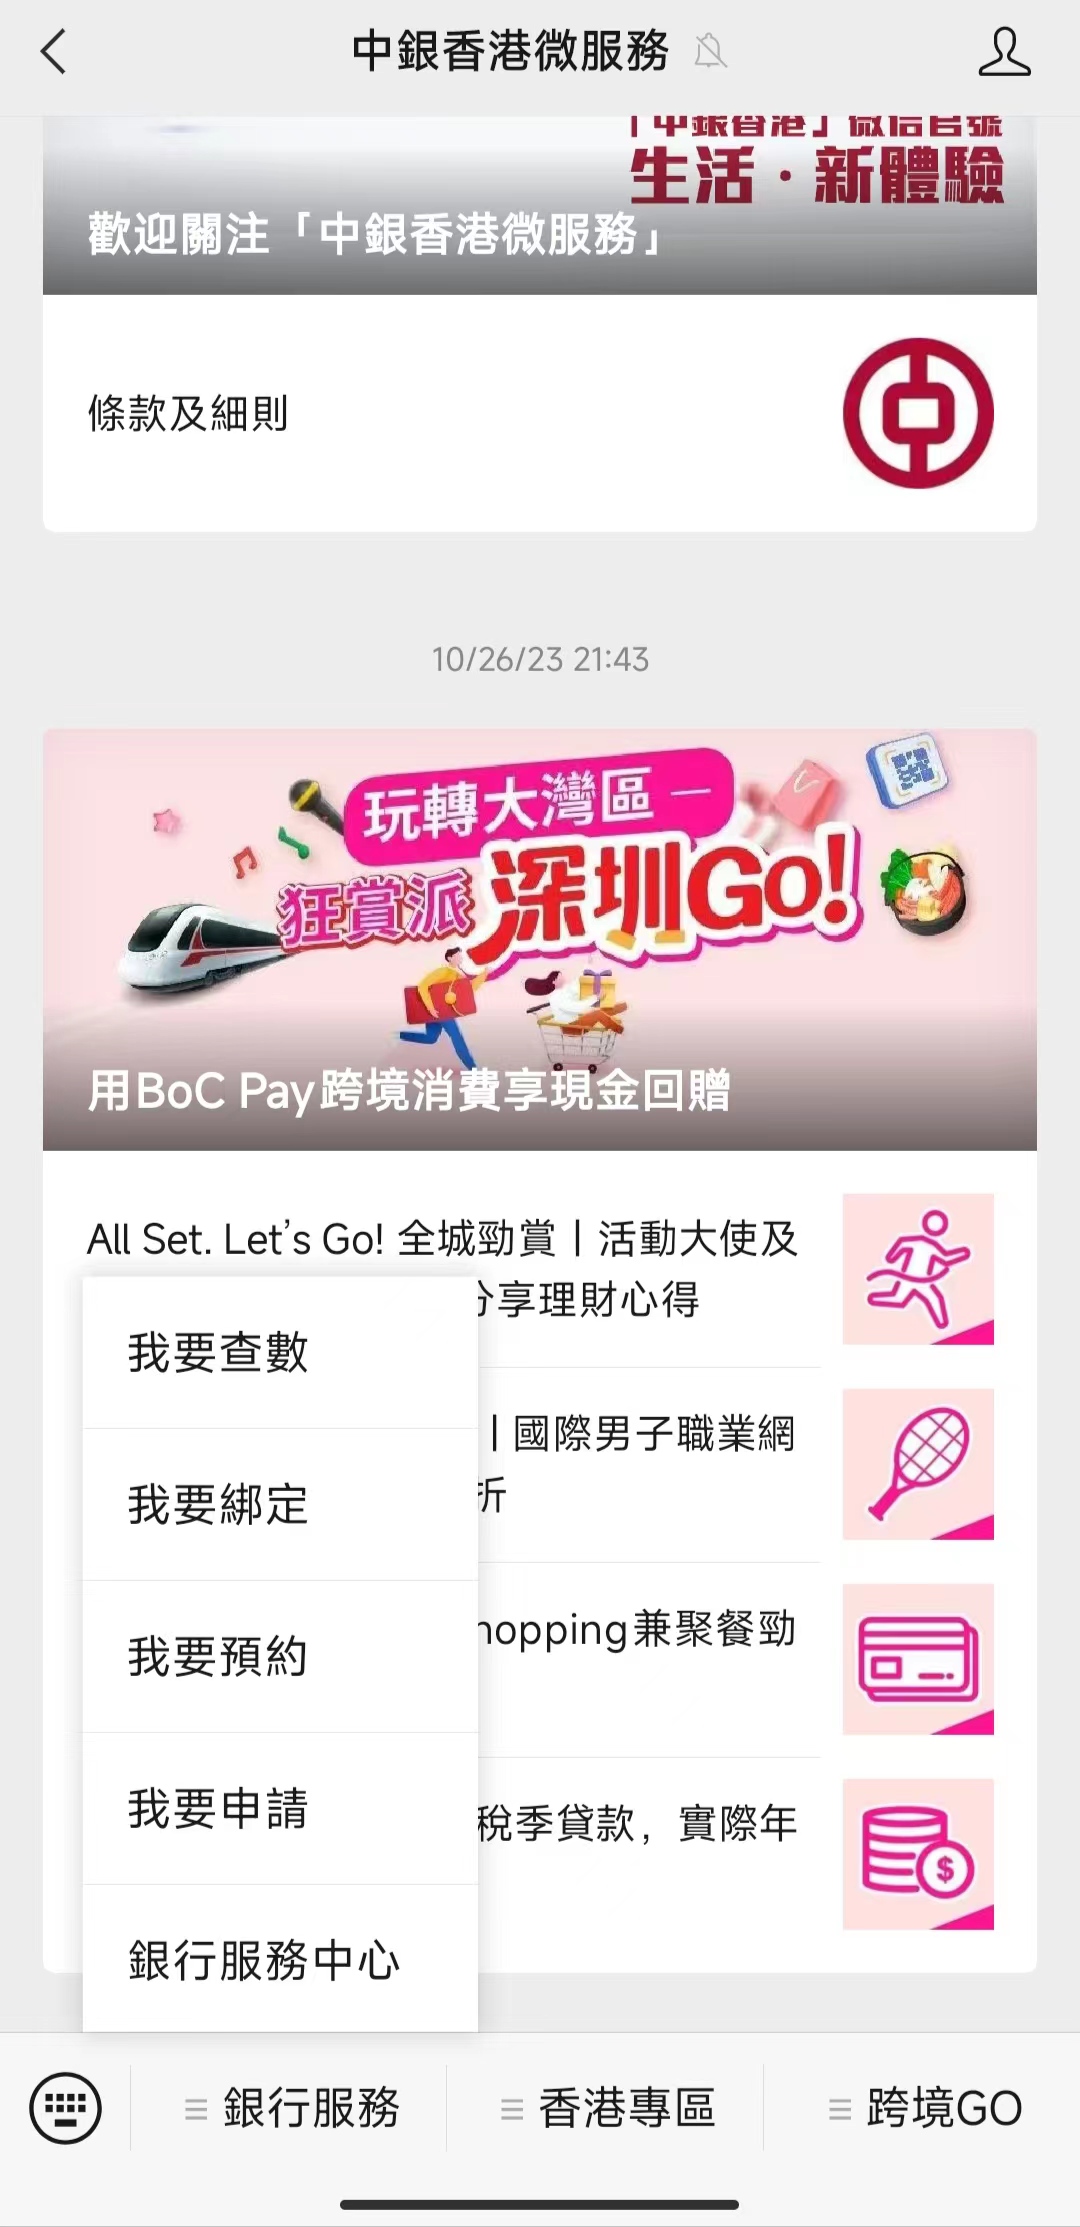 中銀香港微服務
「中銀香港」微信官號
生活·新體驗
歡迎關注「中銀香港微服務」
條款及細則
10/26/23 21:43
玩轉大灣區 —
狂賞派 深圳Go!
用BoC Pay跨境消費享現金回贈
All Set. Let's Go! 全城勁賞丨活動大使及
分享理財心得
丨國際男子職業網
折
hopping兼聚餐勁
稅季貸款，實際年
我要查數
我要綁定
我要預約
我要申請
銀行服務中心
銀行服務
香港專區
跨境GO